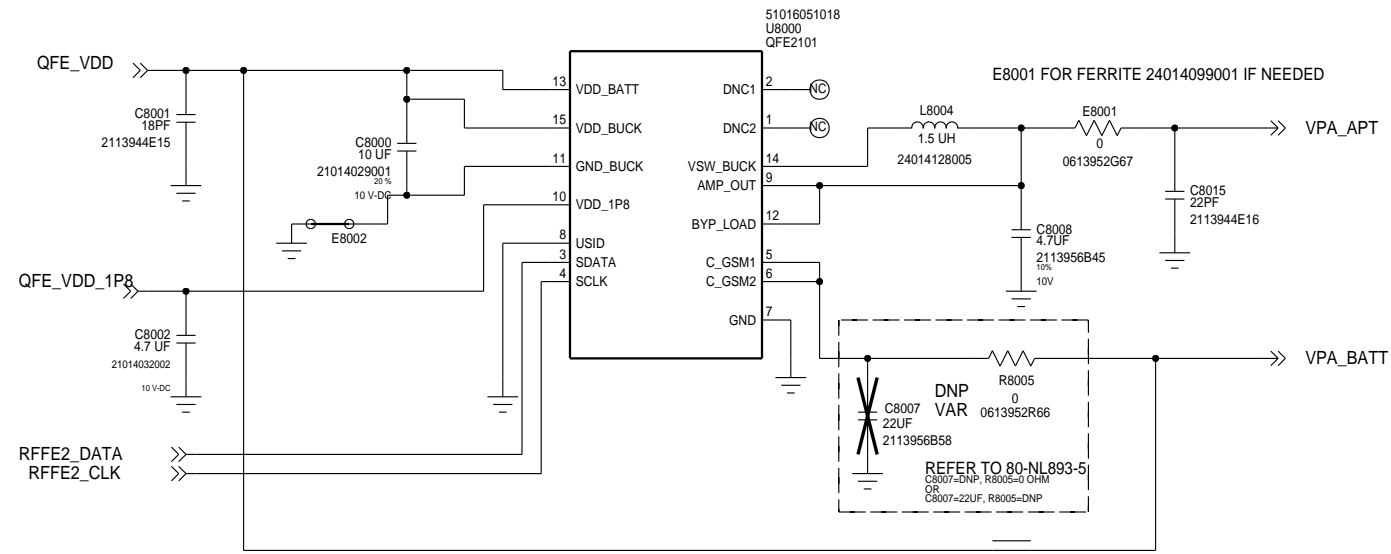 51016051018
U8000
QFE2101
QFE_VDD
C8001
18PF
2113944E15
C8000
10 UF
21014029001
20 %
10 V-DC
E8002
QFE_VDD_1P8
C8002
4.7 UF
21014032002
10 V-DC
RFFE2_DATA
RFFE2_CLK
13 VDD_BATT
15 VDD_BUCK
11 GND_BUCK
10 VDD_1P8
8 USID
3 SDATA
4 SCLK
DNC1 2 NC
DNC2 1 NC
VSW_BUCK 14
AMP_OUT 9
BYP_LOAD 12
C_GSM1 5
C_GSM2 6
GND 7
E8001 FOR FERRITE 24014099001 IF NEEDED
L8004
1.5 UH
24014128005
E8001
0
0613952G67
VPA_APT
C8015
22PF
2113944E16
C8008
4.7UF
2113956B45
10%
10V
VPA_BATT
R8005
0
0613952R66
DNP
VAR
C8007
22UF
2113956B58
REFER TO 80-NL893-5
C8007=DNP, R8005=0 OHM
OR
C8007=22UF, R8005=DNP